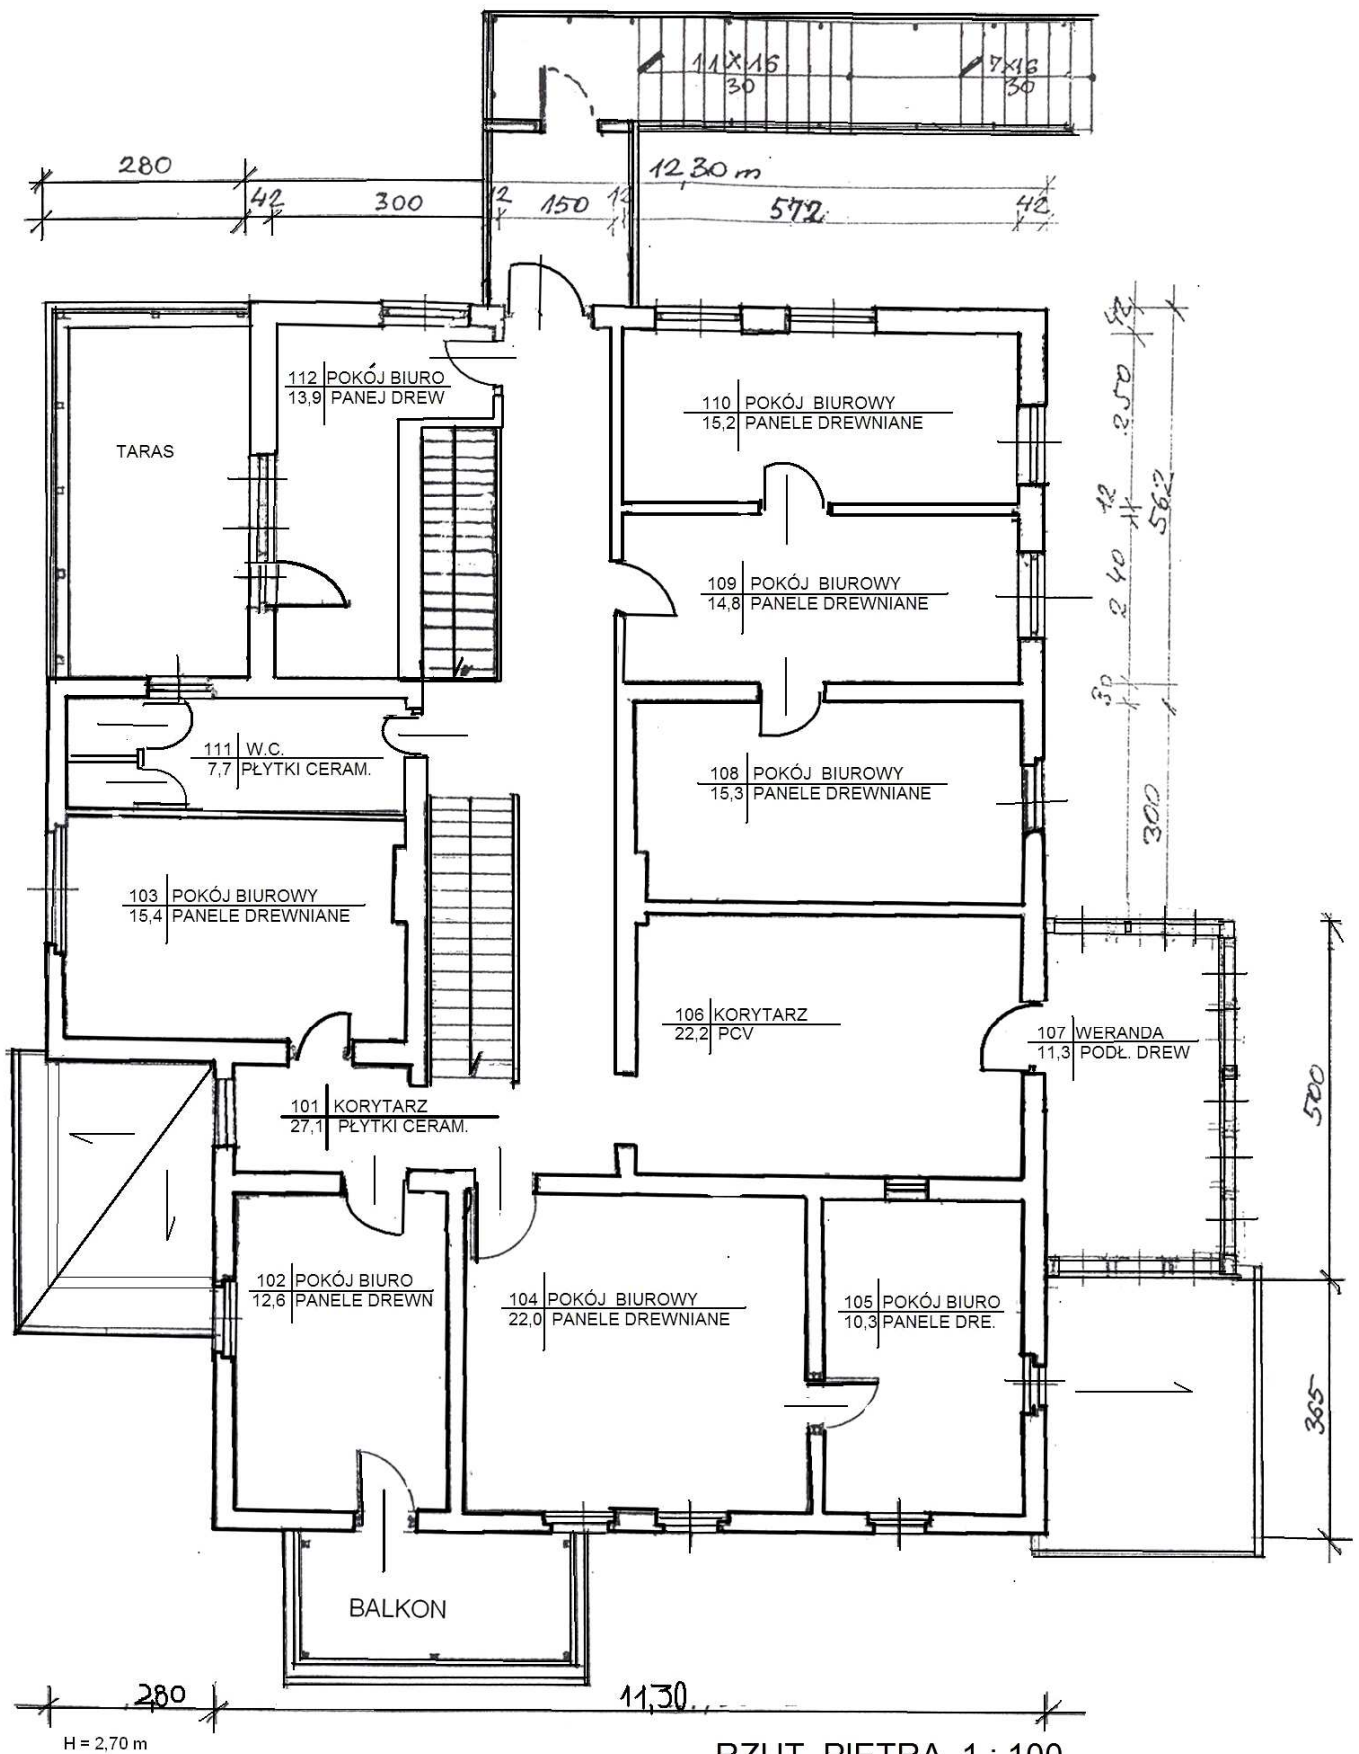 11 X 16
30
7x16
30
280
12,30 m
42
300
12
150
12
572
42
42
250
12
562
240
30
300
112 POKÓJ BIURO
13,9 PANEJ DREW
110 POKÓJ BIUROWY
15,2 PANELE DREWNIANE
TARAS
109 POKÓJ BIUROWY
14,8 PANELE DREWNIANE
111 W.C.
7,7 PŁYTKI CERAM.
108 POKÓJ BIUROWY
15,3 PANELE DREWNIANE
103 POKÓJ BIUROWY
15,4 PANELE DREWNIANE
106 KORYTARZ
22,2 PCV
107 WERANDA
11,3 PODŁ. DREW
500
101 KORYTARZ
27,1 PŁYTKI CERAM.
102 POKÓJ BIURO
12,6 PANELE DREWN
104 POKÓJ BIUROWY
22,0 PANELE DREWNIANE
105 POKÓJ BIURO
10,3 PANELE DRE.
365
BALKON
280
11,30
H = 2,70 m
RZUT PIĘTRA 1 : 100